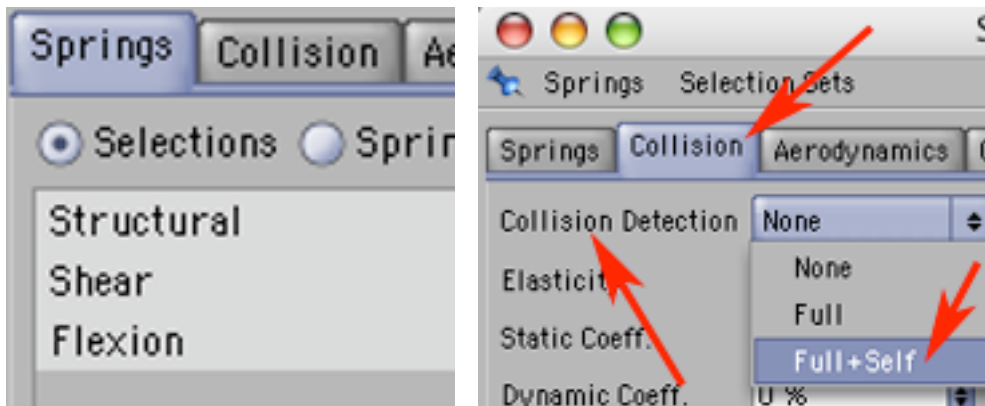 Springs Collision
Selections
Structural
Shear
Flexion
Springs Selection Sets
Springs Collision Aerodynamics
Collision Detection None
None
Elasticity
Full
Static Coeff.
Full+Self
Dynamic Coeff. 0 %